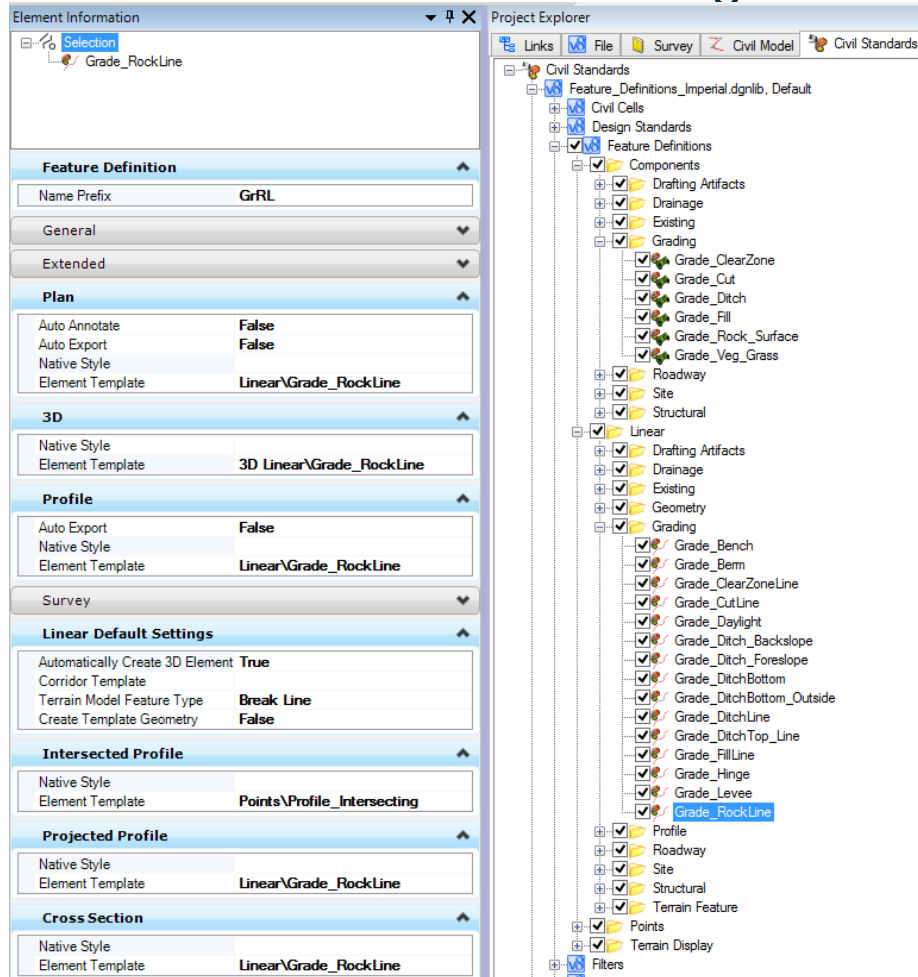 Element Information
Selection
Grade_RockLine
Feature Definition
Name Prefix GrRL
General
Extended
Plan
Auto Annotate False
Auto Export False
Native Style
Element Template Linear\Grade_RockLine
3D
Native Style
Element Template 3D Linear\Grade_RockLine
Profile
Auto Export False
Native Style
Element Template Linear\Grade_RockLine
Survey
Linear Default Settings
Automatically Create 3D Element True
Corridor Template
Terrain Model Feature Type Break Line
Create Template Geometry False
Intersected Profile
Native Style
Element Template Points\Profile_Intersecting
Projected Profile
Native Style
Element Template Linear\Grade_RockLine
Cross Section
Native Style
Element Template Linear\Grade_RockLine
Project Explorer
Links File Survey Civil Model Civil Standards
Civil Standards
Feature_Definitions_Imperial.dgnlib, Default
Civil Cells
Design Standards
Feature Definitions
Components
Drafting Artifacts
Drainage
Existing
Grading
Grade_ClearZone
Grade_Cut
Grade_Ditch
Grade_Fill
Grade_Rock_Surface
Grade_Veg_Grass
Roadway
Site
Structural
Linear
Drafting Artifacts
Drainage
Existing
Geometry
Grading
Grade_Bench
Grade_Berm
Grade_ClearZoneLine
Grade_CutLine
Grade_Daylight
Grade_Ditch_Backslope
Grade_Ditch_Foreslope
Grade_DitchBottom
Grade_DitchBottom_Outside
Grade_DitchLine
Grade_DitchTop_Line
Grade_FillLine
Grade_Hinge
Grade_Levee
Grade_RockLine
Profile
Roadway
Site
Structural
Terrain Feature
Points
Terrain Display
Filters